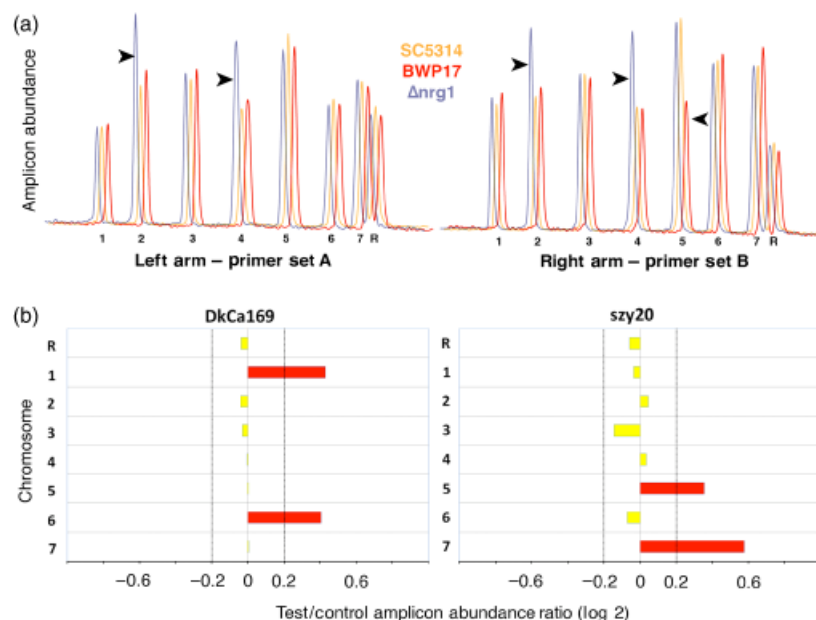 (a)
Amplicon abundance
SC5314
BWP17
Δnrg1
1 2 3 4 5 6 7 R
Left arm – primer set A
1 2 3 4 5 6 7 R
Right arm – primer set B
(b)
DkCa169
szy20
Chromosome
R
1
2
3
4
5
6
7
−0.6 −0.2 0 0.2 0.6
R
1
2
3
4
5
6
7
−0.6 −0.2 0 0.2 0.6
Test/control amplicon abundance ratio (log 2)